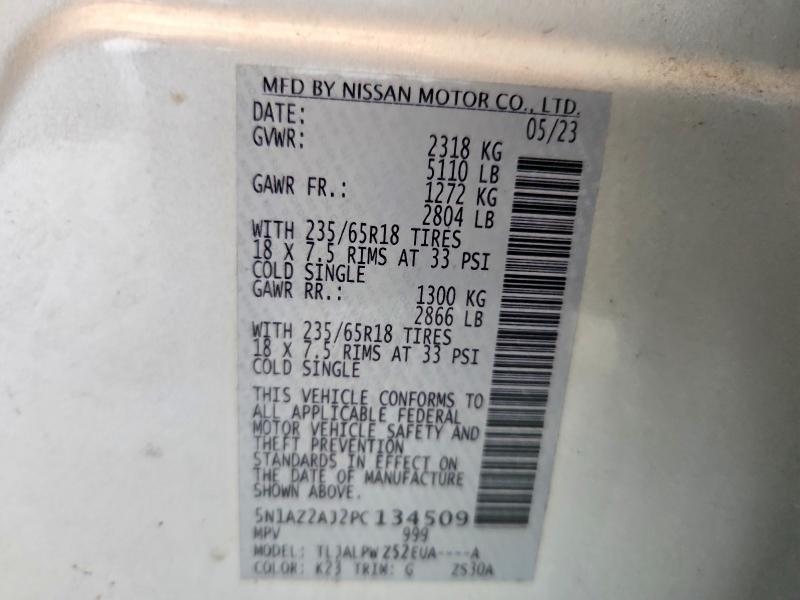 MFD BY NISSAN MOTOR CO., LTD.
DATE: 05/23
GVWR: 2318 KG
5110 LB
GAWR FR.: 1272 KG
2804 LB
WITH 235/65R18 TIRES
18 X 7.5 RIMS AT 33 PSI
COLD SINGLE
GAWR RR.: 1300 KG
2866 LB
WITH 235/65R18 TIRES
18 X 7.5 RIMS AT 33 PSI
COLD SINGLE
THIS VEHICLE CONFORMS TO
ALL APPLICABLE FEDERAL
MOTOR VEHICLE SAFETY AND
THEFT PREVENTION
STANDARDS IN EFFECT ON
THE DATE OF MANUFACTURE
SHOWN ABOVE.
5N1AZ2AJ2PC134509
MPV 999
MODEL: TLJALPWZ52EUA----A
COLOR: K23 TRIM: G ZS30A